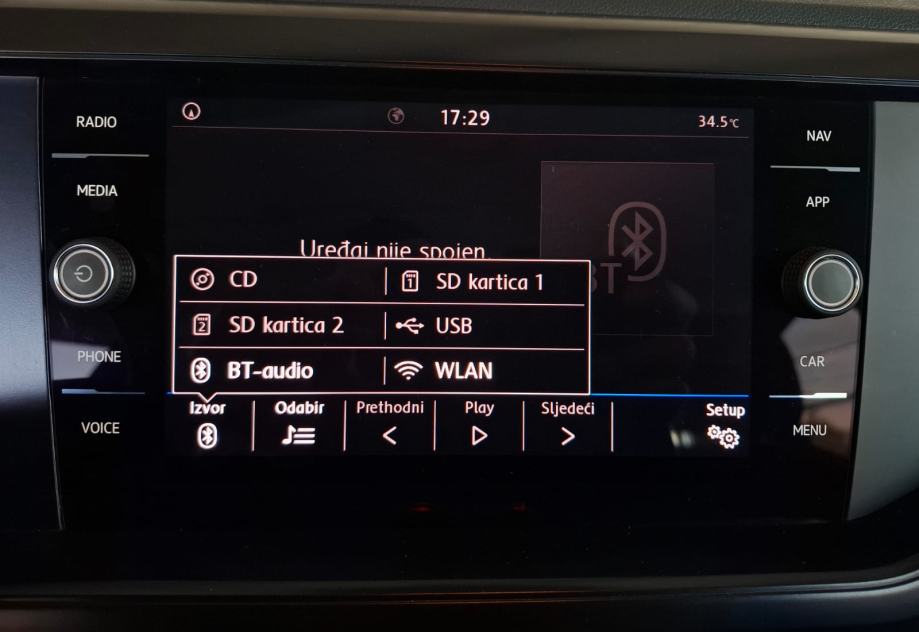 RADIO
MEDIA
PHONE
VOICE
17:29
34.5°C
Uređaj nije spojen.
BT
CD
SD kartica 1
SD kartica 2
USB
BT-audio
WLAN
Izvor
Odabir
Prethodni
Play
Sljedeći
Setup
NAV
APP
CAR
MENU